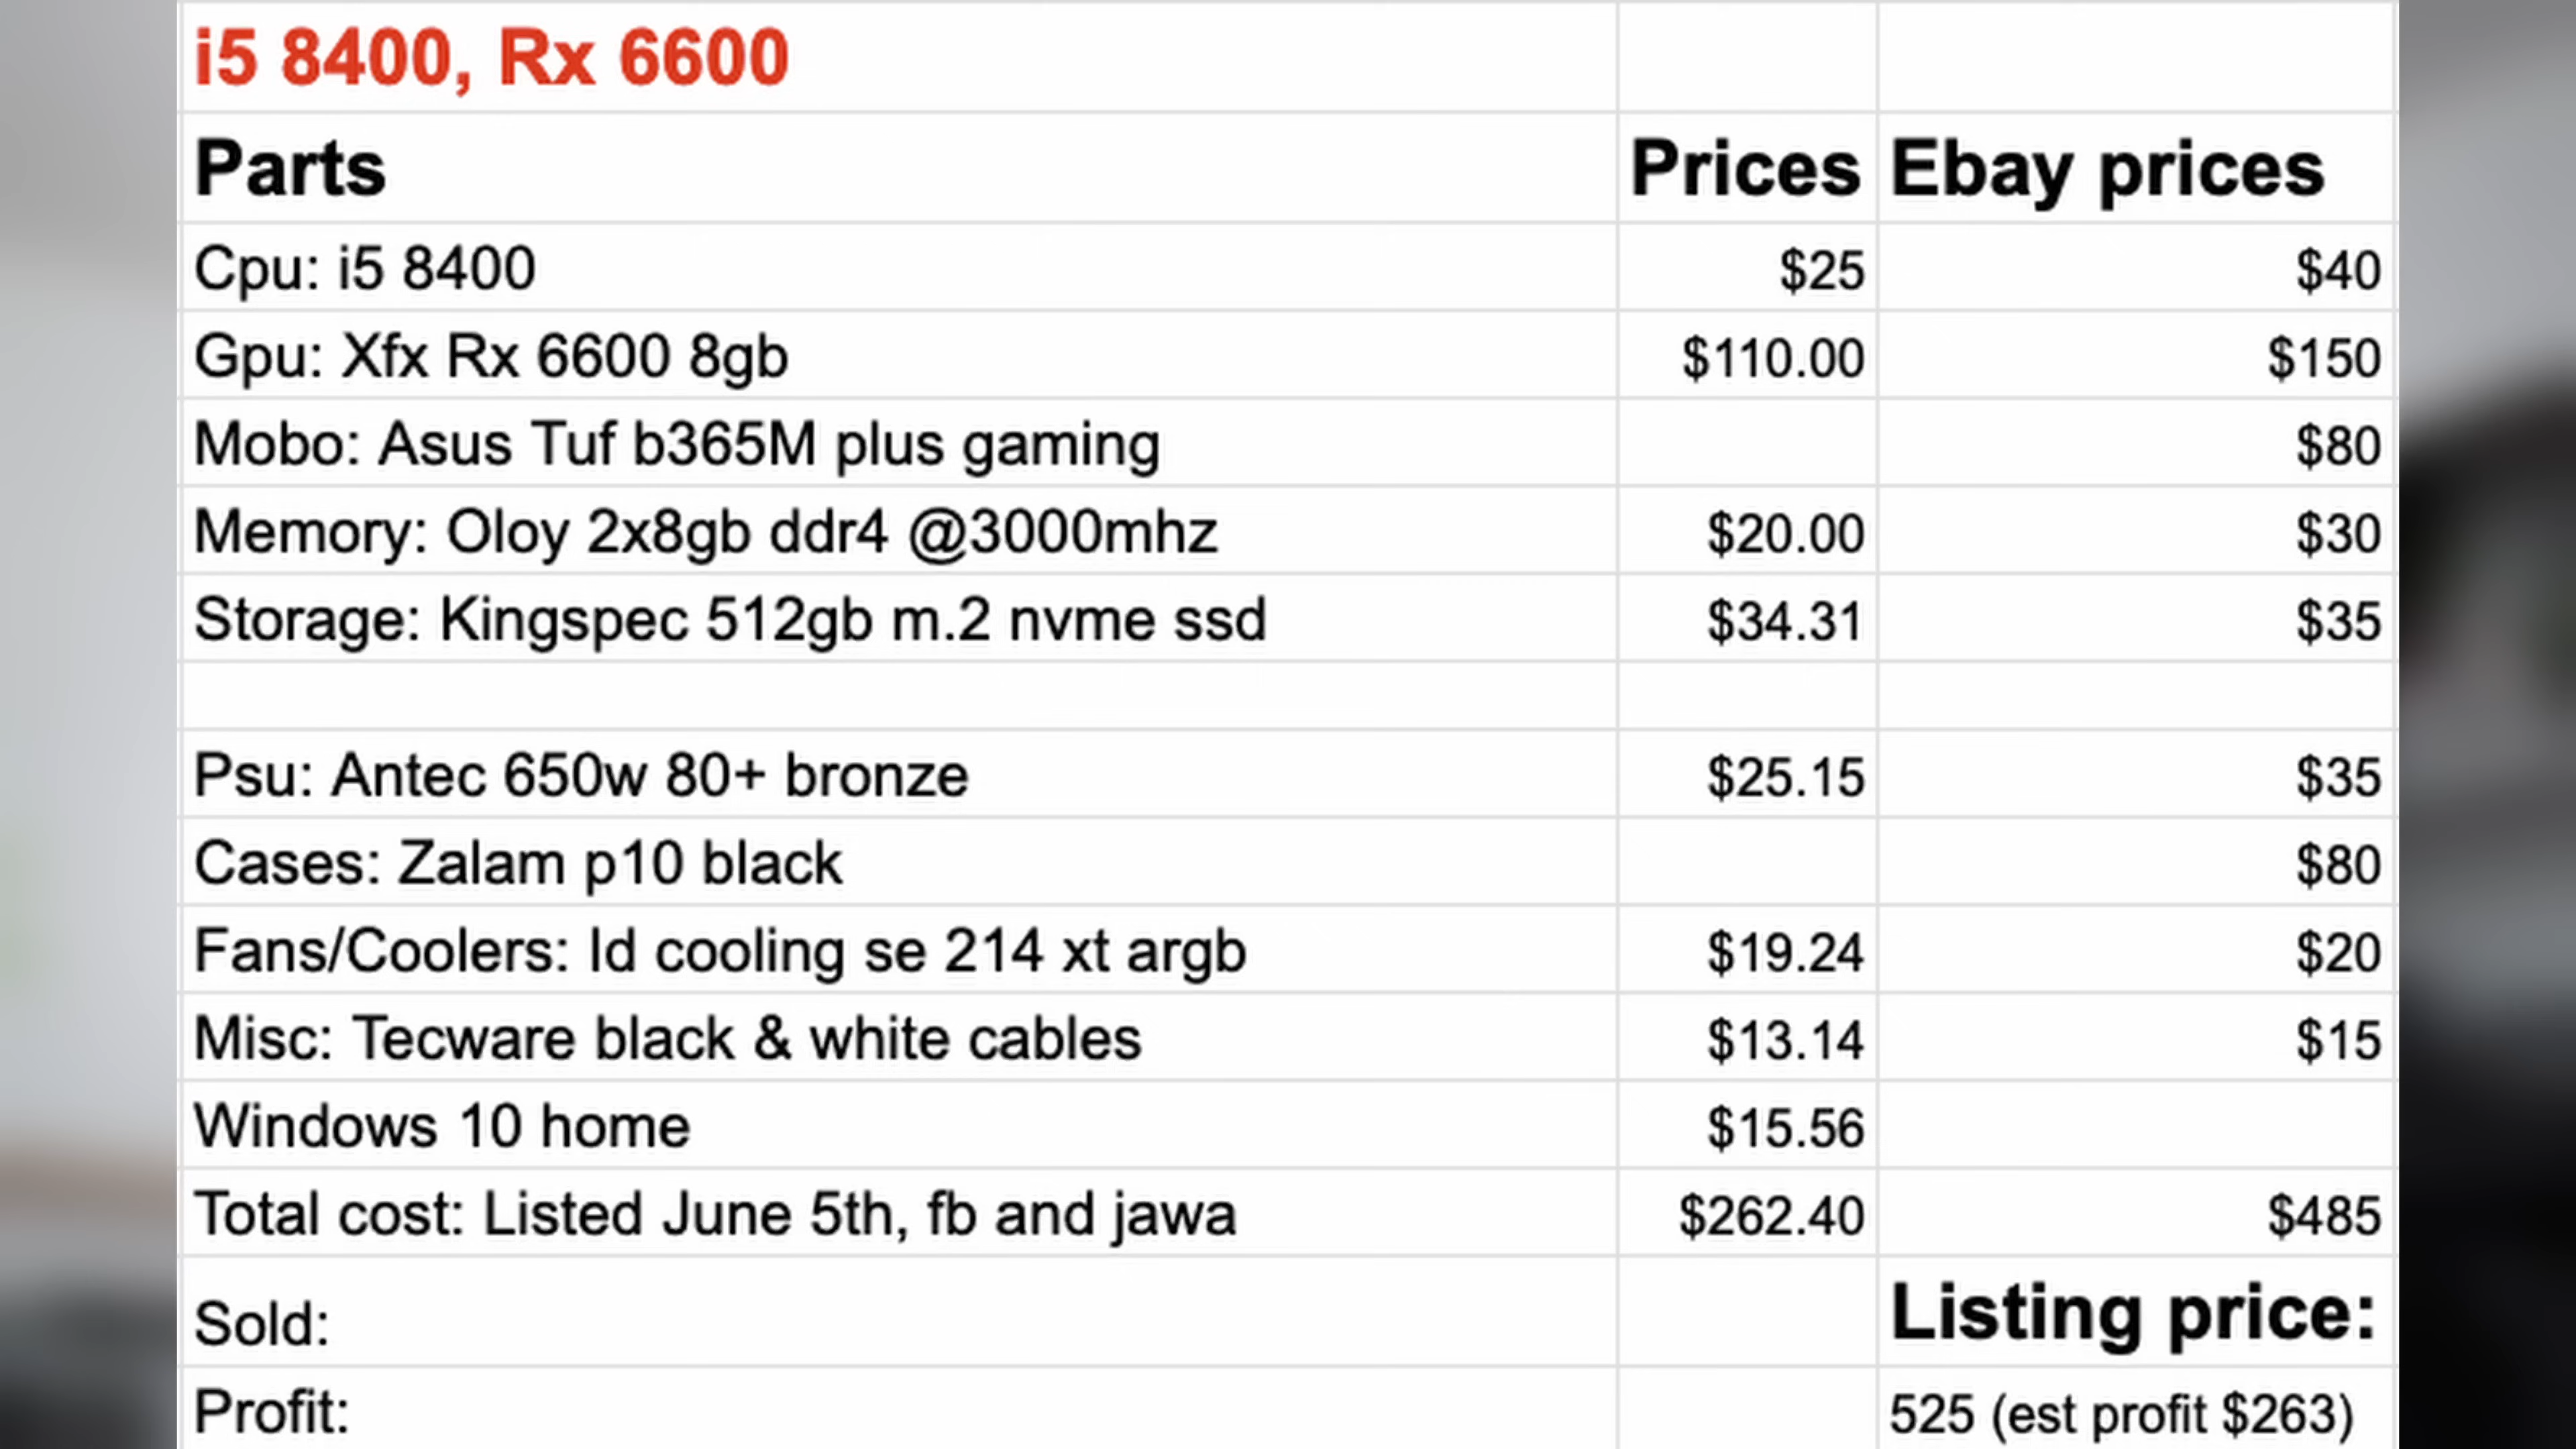 i5 8400, Rx 6600
Parts Prices Ebay prices
Cpu: i5 8400 $25 $40
Gpu: Xfx Rx 6600 8gb $110.00 $150
Mobo: Asus Tuf b365M plus gaming $80
Memory: Oloy 2x8gb ddr4 @3000mhz $20.00 $30
Storage: Kingspec 512gb m.2 nvme ssd $34.31 $35
Psu: Antec 650w 80+ bronze $25.15 $35
Cases: Zalam p10 black $80
Fans/Coolers: Id cooling se 214 xt argb $19.24 $20
Misc: Tecware black & white cables $13.14 $15
Windows 10 home $15.56
Total cost: Listed June 5th, fb and jawa $262.40 $485
Sold: Listing price:
Profit: 525 (est profit $263)